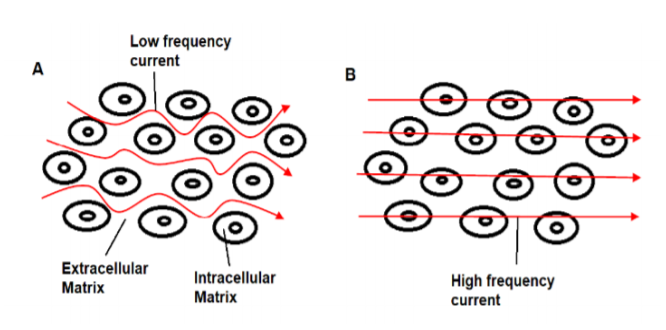 Low frequency
current
A
B
Extracellular
Matrix
Intracellular
Matrix
High frequency
current